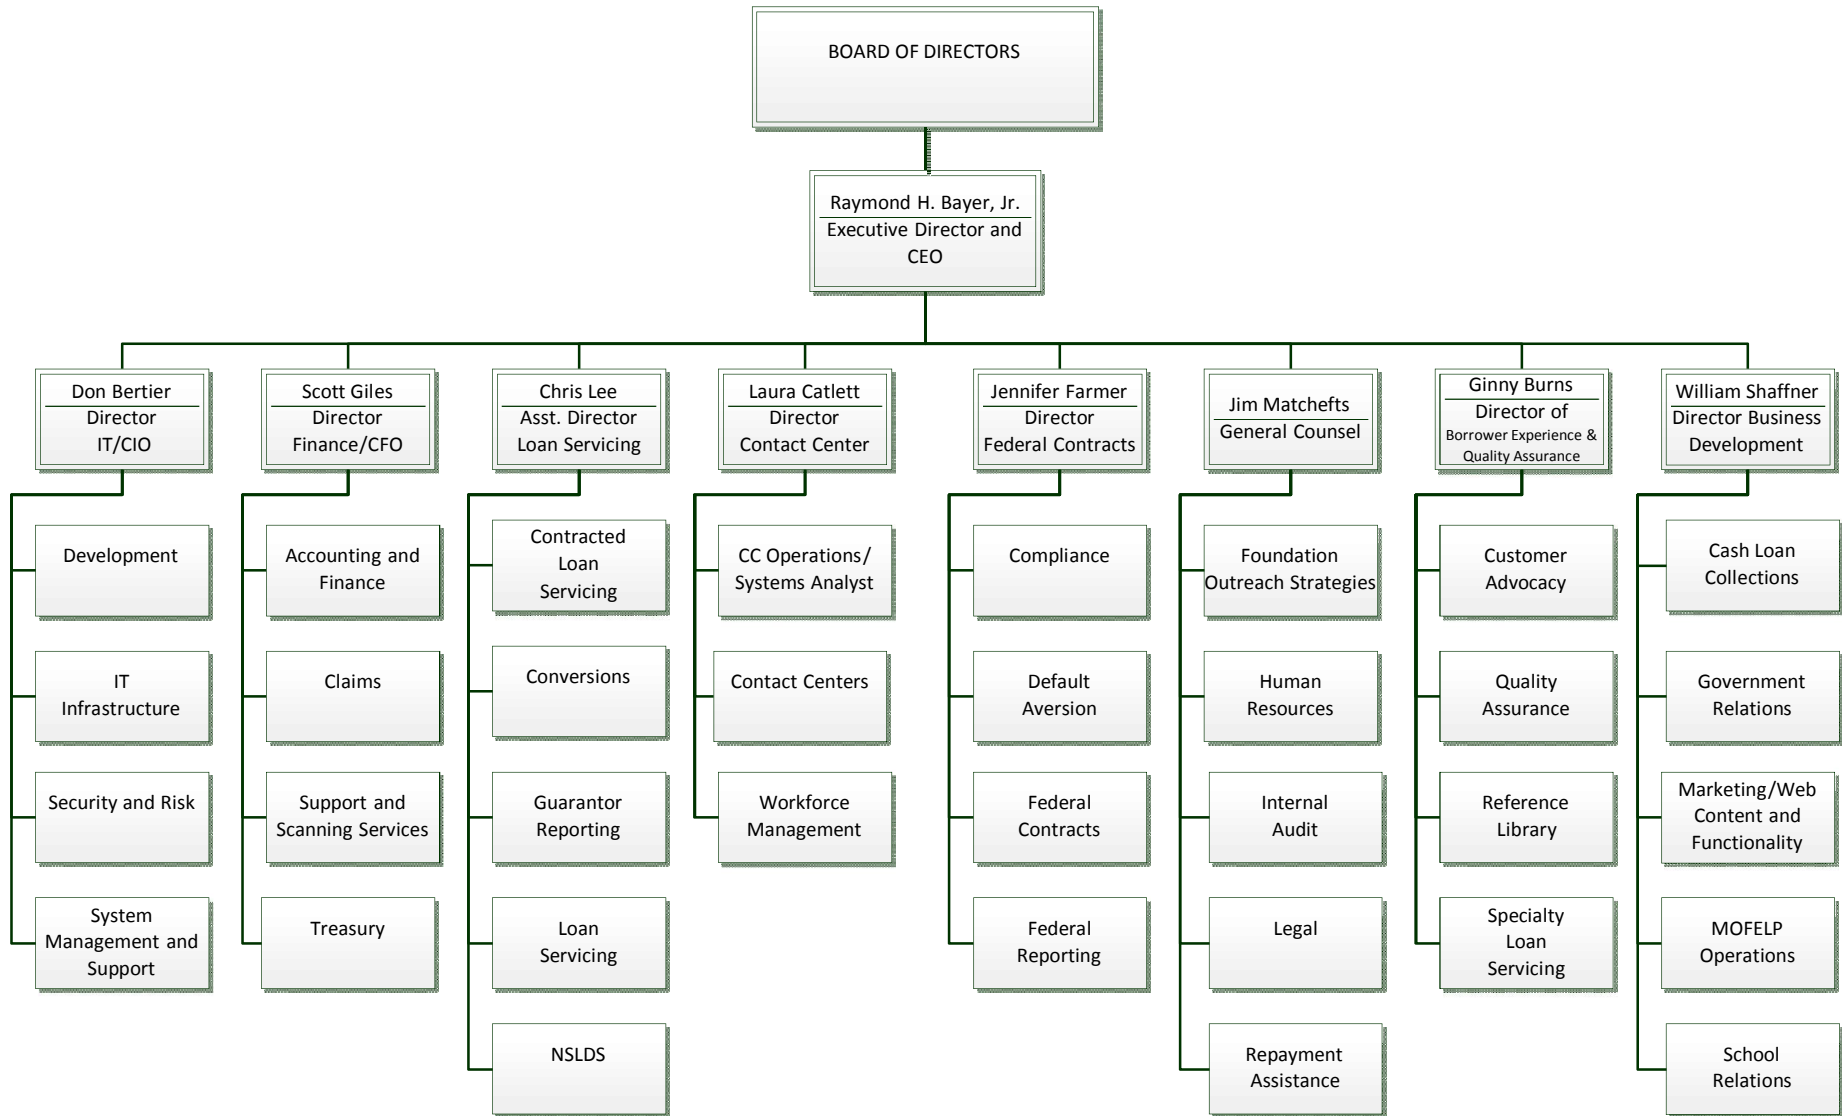 BOARD OF DIRECTORS
Raymond H. Bayer, Jr.
Executive Director and
CEO
Don Bertier
Director
IT/CIO
Scott Giles
Director
Finance/CFO
Chris Lee
Asst. Director
Loan Servicing
Laura Catlett
Director
Contact Center
Jennifer Farmer
Director
Federal Contracts
Jim Matchefts
General Counsel
Ginny Burns
Director of
Borrower Experience &
Quality Assurance
William Shaffner
Director Business
Development
Development
IT
Infrastructure
Security and Risk
System
Management and
Support
Accounting and
Finance
Claims
Support and
Scanning Services
Treasury
Contracted
Loan
Servicing
Conversions
Guarantor
Reporting
Loan
Servicing
NSLDS
CC Operations/
Systems Analyst
Contact Centers
Workforce
Management
Compliance
Default
Aversion
Federal
Contracts
Federal
Reporting
Foundation
Outreach Strategies
Human
Resources
Internal
Audit
Legal
Repayment
Assistance
Customer
Advocacy
Quality
Assurance
Reference
Library
Specialty
Loan
Servicing
Cash Loan
Collections
Government
Relations
Marketing/Web
Content and
Functionality
MOFELP
Operations
School
Relations